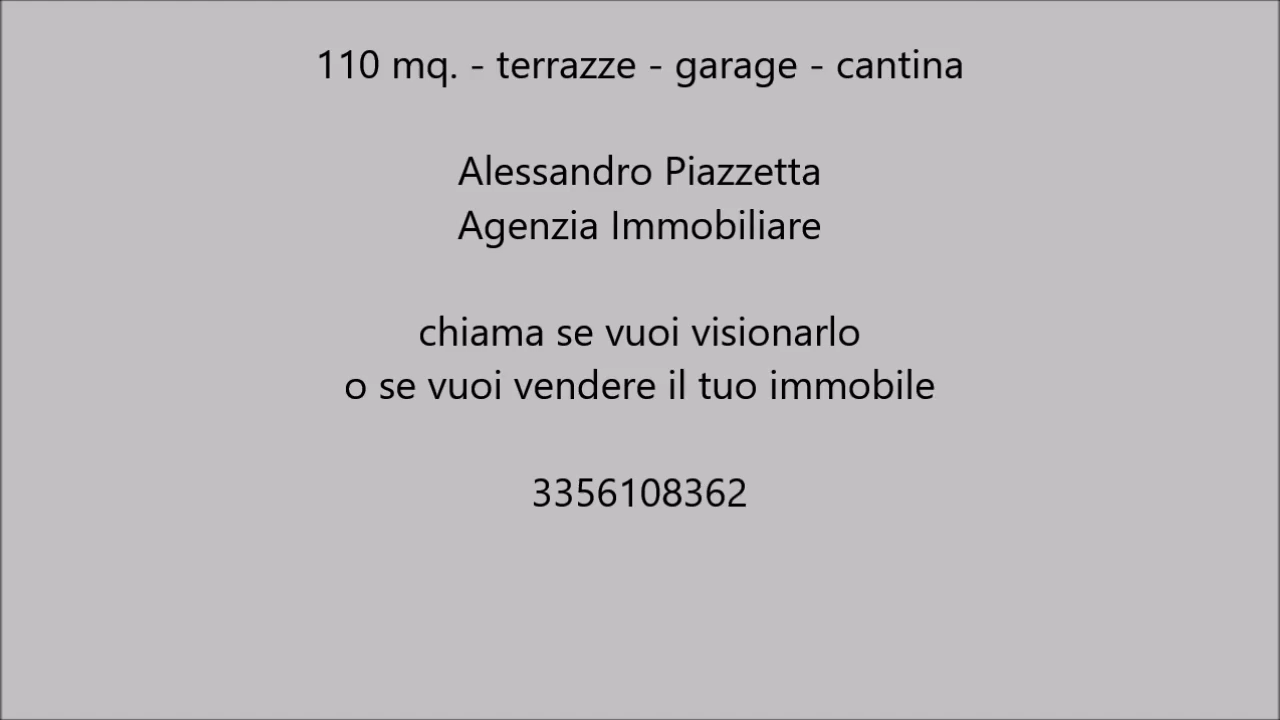 110 mq. - terrazze - garage - cantina
Alessandro Piazzetta
Agenzia Immobiliare
chiama se vuoi visionarlo
o se vuoi vendere il tuo immobile
3356108362